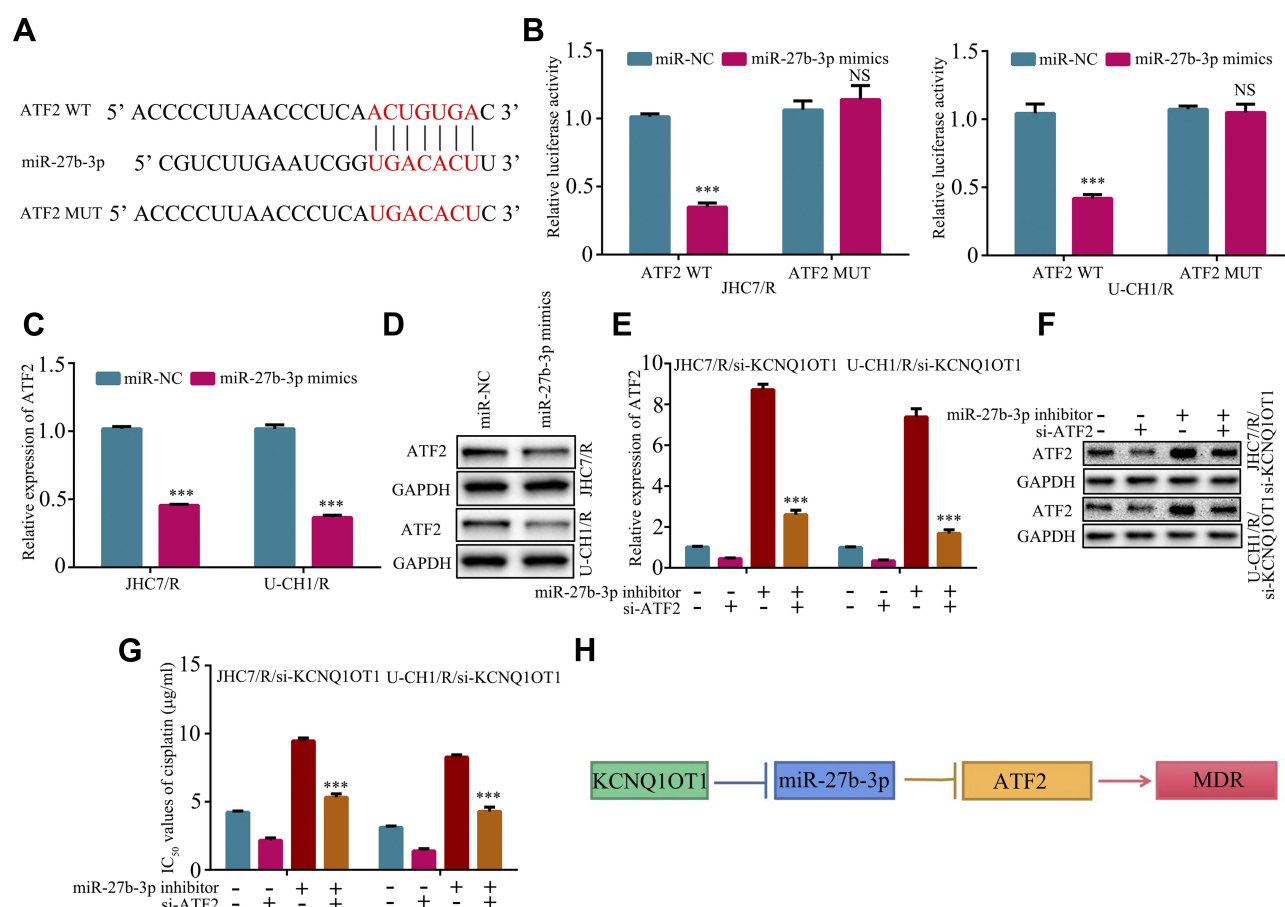 A
ATF2 WT 5’ ACCCCUUAACCCUCAACUGUGAC 3’
miR-27b-3p 5’ CGUCUUGAAUCGGUGACACUU 3’
ATF2 MUT 5’ ACCCCUUAACCCUCAUGACACUC 3’
B
Relative luciferase activity
1.5
1.0
0.5
0
miR-NC miR-27b-3p mimics
***
NS
ATF2 WT ATF2 MUT
JHC7/R
Relative luciferase activity
1.5
1.0
0.5
0
miR-NC miR-27b-3p mimics
***
NS
ATF2 WT ATF2 MUT
U-CH1/R
C
Relative expression of ATF2
1.5
1.0
0.5
0
miR-NC miR-27b-3p mimics
***
***
JHC7/R U-CH1/R
D
miR-NC
miR-27b-3p mimics
ATF2
GAPDH
JHC7/R
ATF2
GAPDH
U-CH1/R
E
Relative expression of ATF2
10
8
6
4
2
0
JHC7/R/si-KCNQ1OT1 U-CH1/R/si-KCNQ1OT1
***
***
miR-27b-3p inhibitor - - + + - - + +
si-ATF2 - + - + - + - +
F
miR-27b-3p inhibitor - - + +
si-ATF2 - + - +
ATF2
GAPDH
JHC7/R/
si-KCNQ1OT1
ATF2
GAPDH
U-CH1/R/
si-KCNQ1OT1
G
IC50 values of cisplatin (μg/ml)
15
10
5
0
JHC7/R/si-KCNQ1OT1 U-CH1/R/si-KCNQ1OT1
***
***
miR-27b-3p inhibitor - - + + - - + +
si-ATF2 - + - + - + - +
H
KCNQ1OT1 miR-27b-3p ATF2 MDR